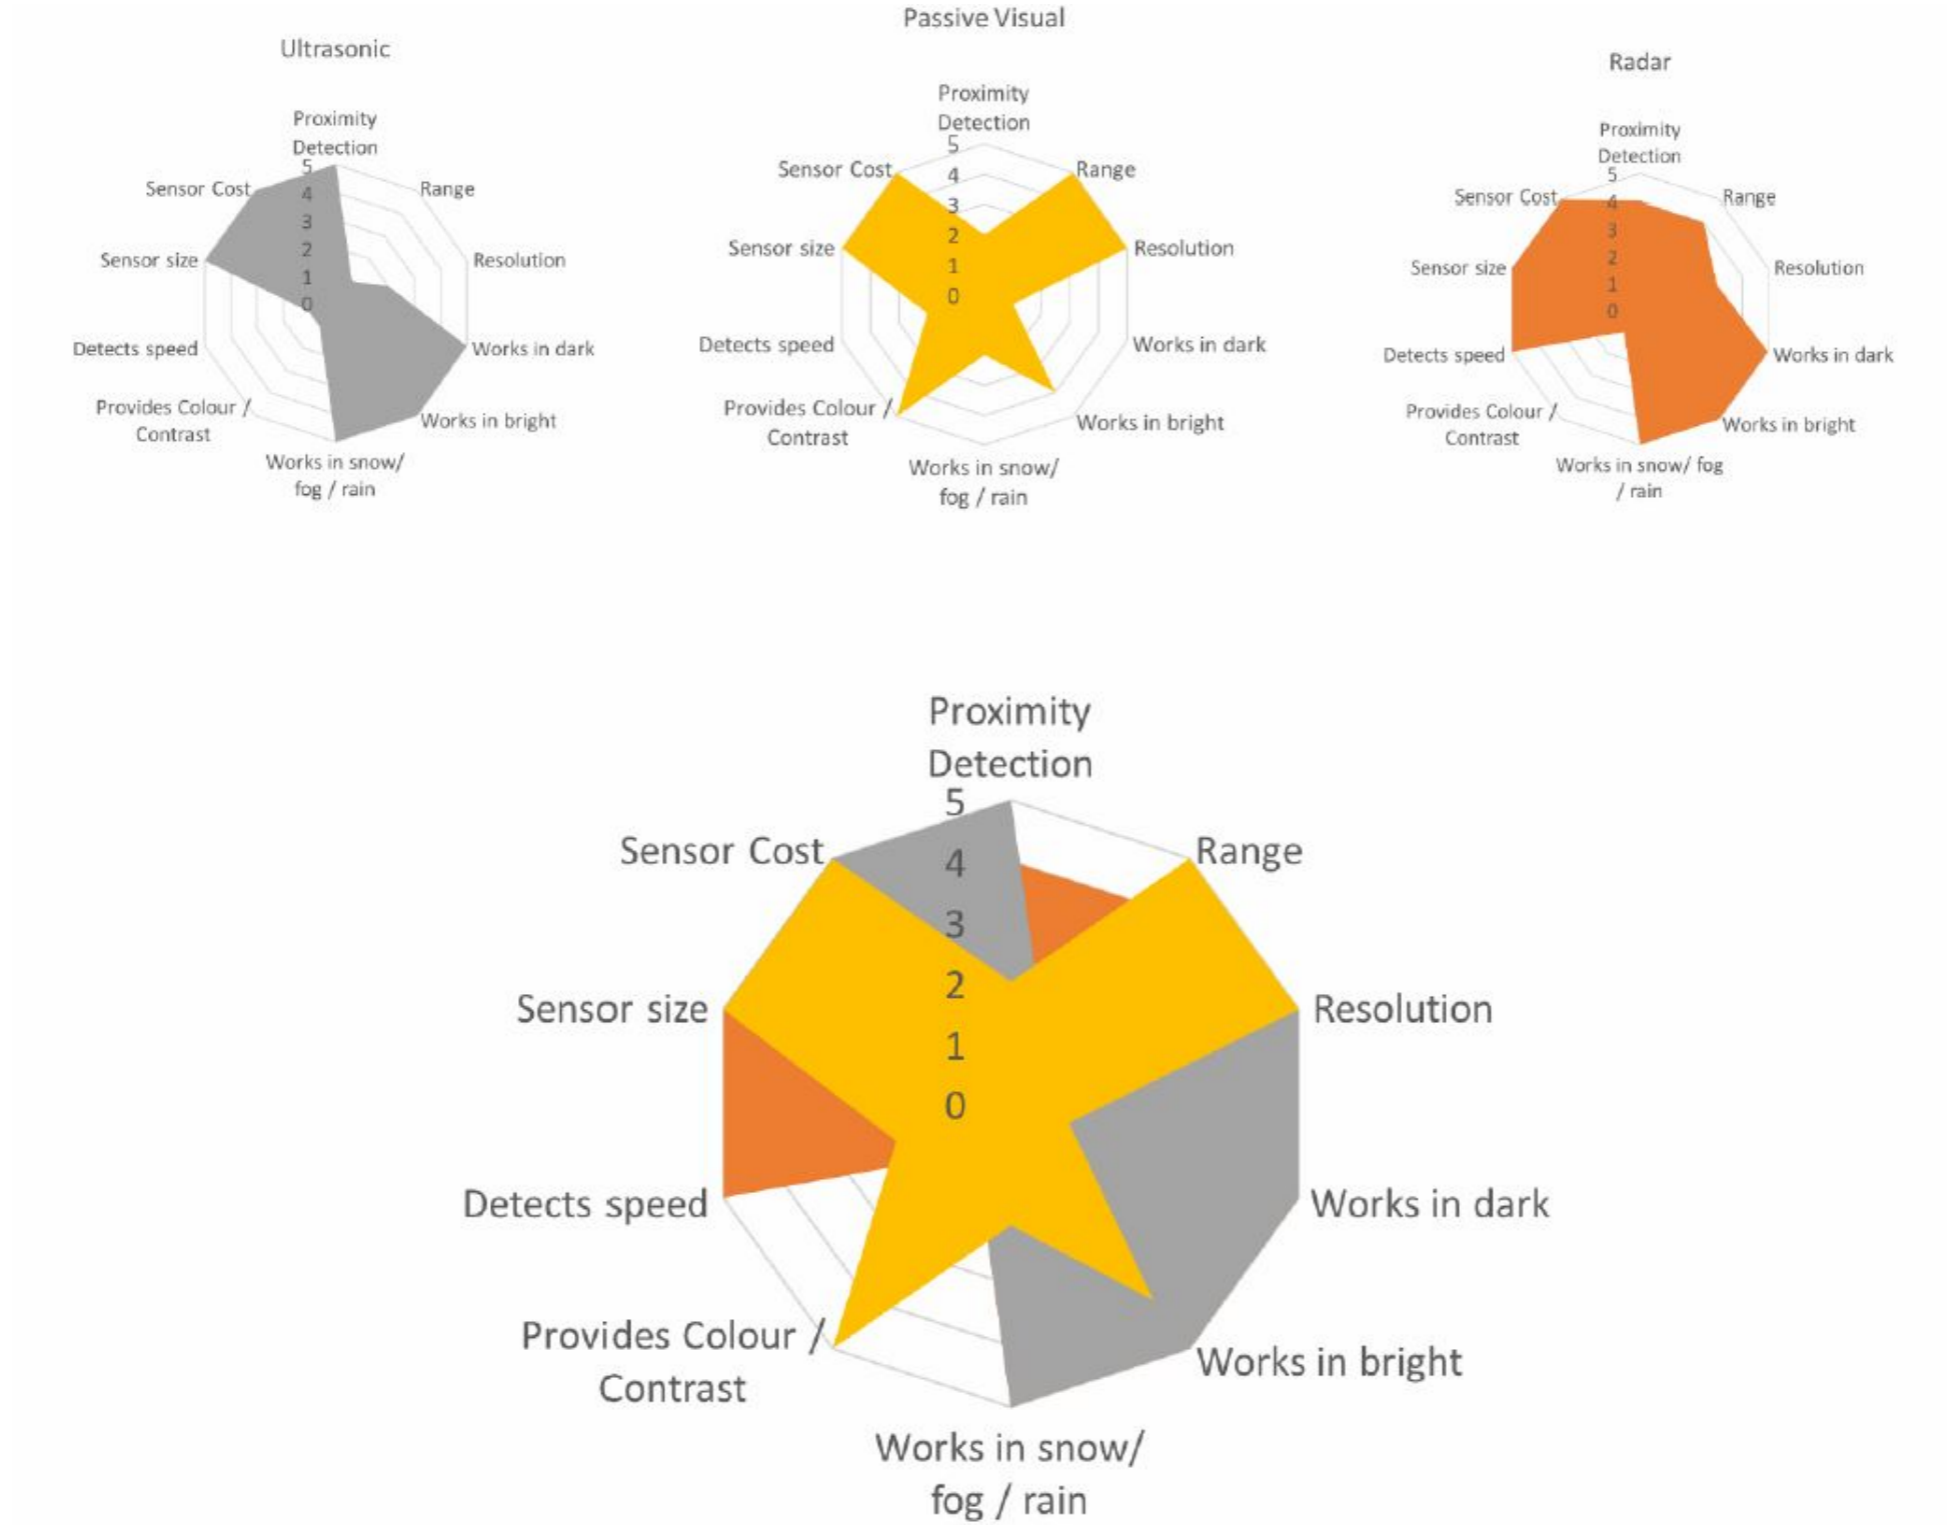 Ultrasonic
Proximity
Detection
5
4
3
2
1
0
Range
Resolution
Works in dark
Works in bright
Works in snow/
fog / rain
Provides Colour /
Contrast
Detects speed
Sensor size
Sensor Cost
Passive Visual
Proximity
Detection
5
4
3
2
1
0
Range
Resolution
Works in dark
Works in bright
Works in snow/
fog / rain
Provides Colour /
Contrast
Detects speed
Sensor size
Sensor Cost
Radar
Proximity
Detection
5
4
3
2
1
0
Range
Resolution
Works in dark
Works in bright
Works in snow/ fog
/ rain
Provides Colour /
Contrast
Detects speed
Sensor size
Sensor Cost
Proximity
Detection
5
4
3
2
1
0
Range
Resolution
Works in dark
Works in bright
Works in snow/
fog / rain
Provides Colour /
Contrast
Detects speed
Sensor size
Sensor Cost